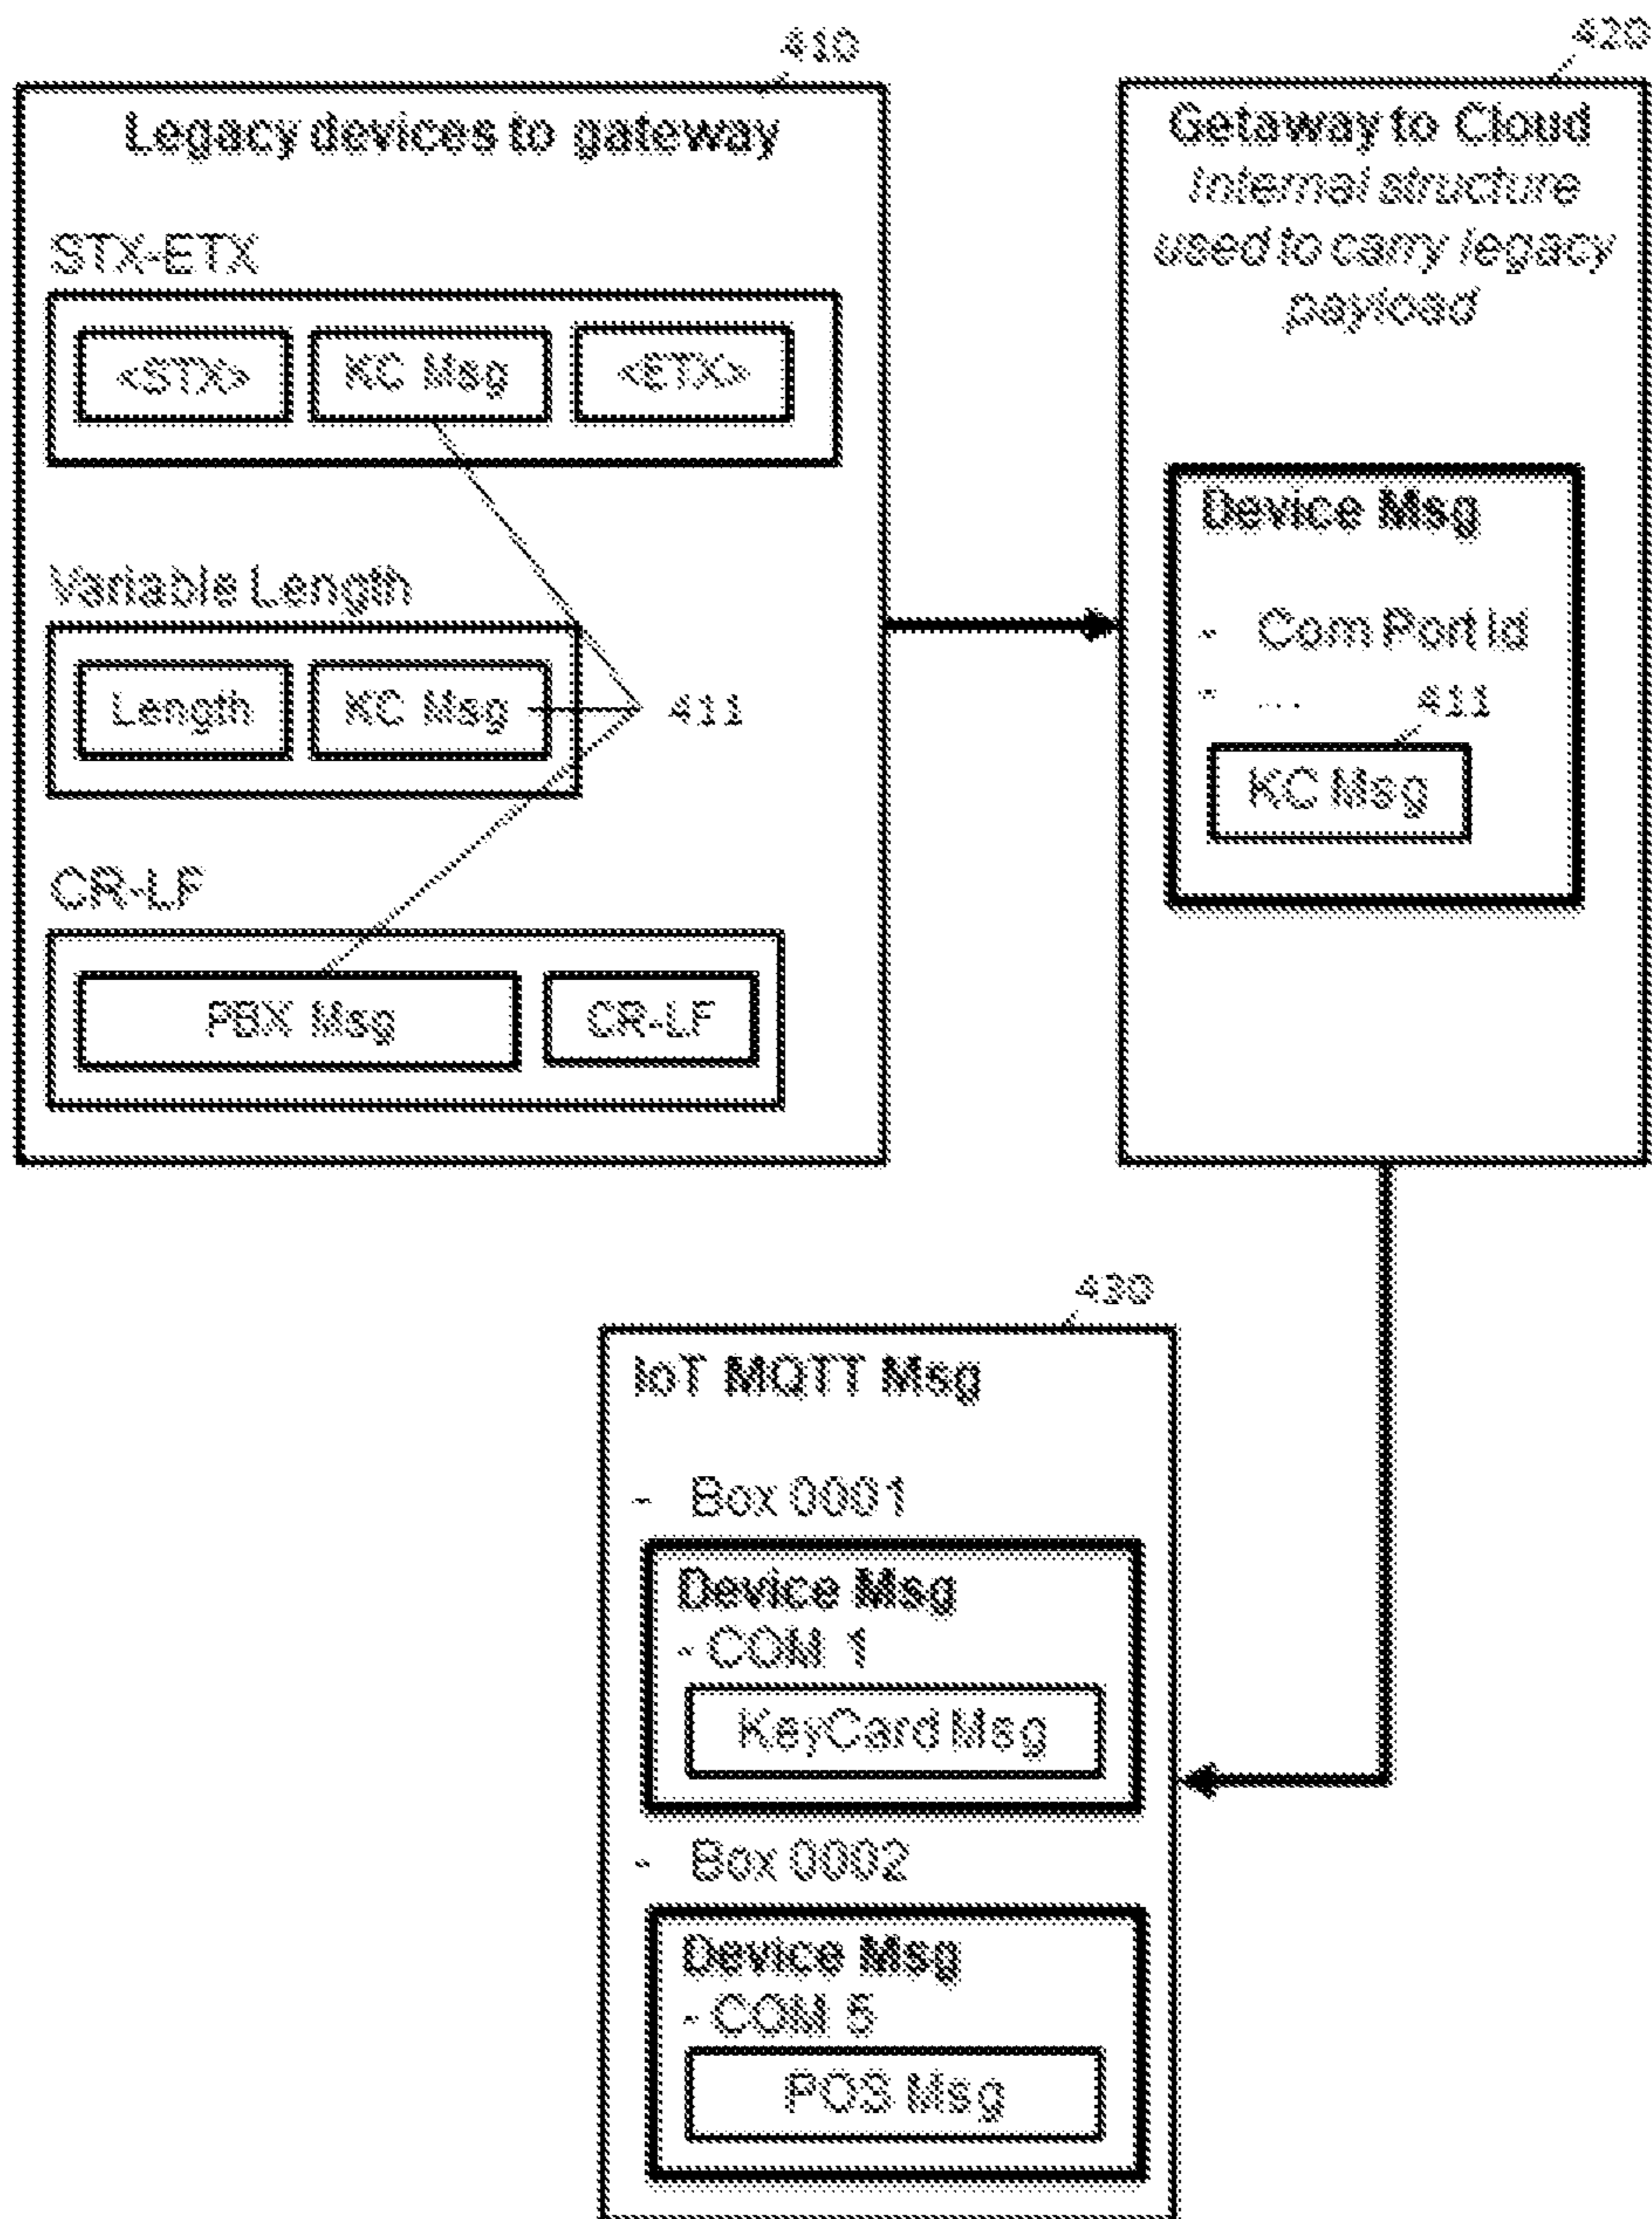 410
Legacy devices to gateway
STX-ETX
<STX> KC Msg <ETX>
Variable Length
Length KC Msg
411
CR-LF
PBX Msg CR-LF
420
Getaway to Cloud
Internal structure
used to carry legacy
payload
Device Msg
- Com Port Id
- ...
411
KC Msg
430
IoT MQTT Msg
- Box 0001
Device Msg
- COM 1
KeyCard Msg
- Box 0002
Device Msg
- COM 5
POS Msg